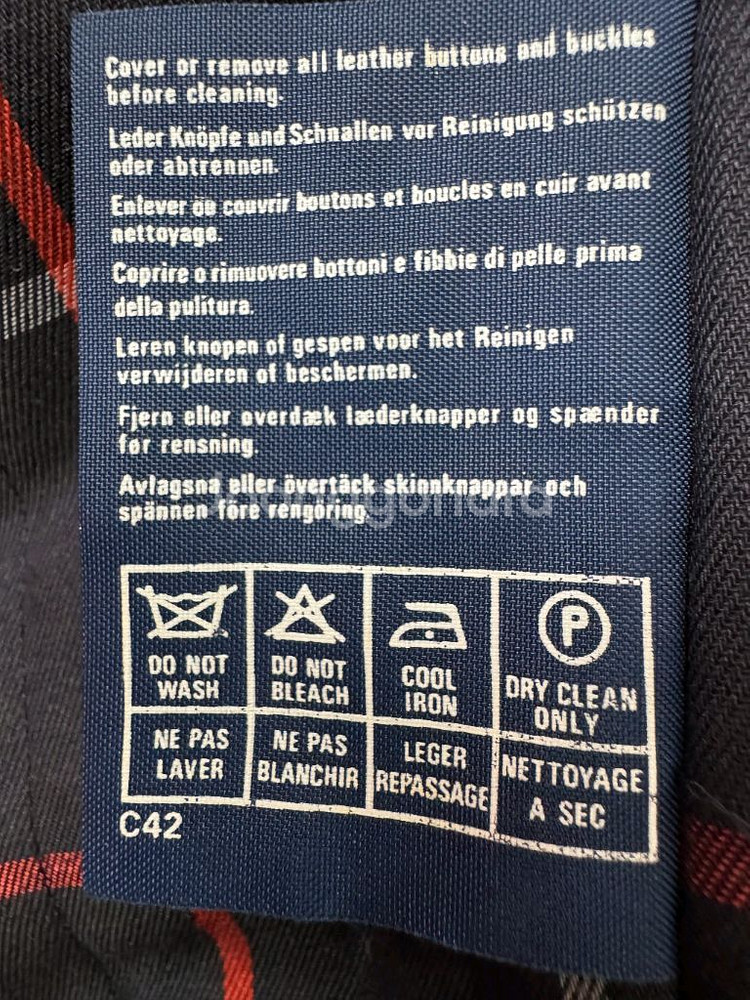 Cover or remove all leather buttons and buckles
before cleaning.
Leder Knöpfe und Schnallen vor Reinigung schützen
oder abtrennen.
Enlever ou couvrir boutons et boucles en cuir avant
nettoyage.
Coprire o rimuovere bottoni e fibbie di pelle prima
della pulitura.
Leren knopen of gespen voor het Reinigen
verwijderen of beschermen.
Fjern eller overdæk læderknapper og spænder
før rensning.
Avlagsna eller övertäck skinnknappar och
spännen före rengöring.
DO NOT
WASH
DO NOT
BLEACH
COOL
IRON
P
DRY CLEAN
ONLY
NE PAS
LAVER
NE PAS
BLANCHIR
LEGER
REPASSAGE
NETTOYAGE
A SEC
C42